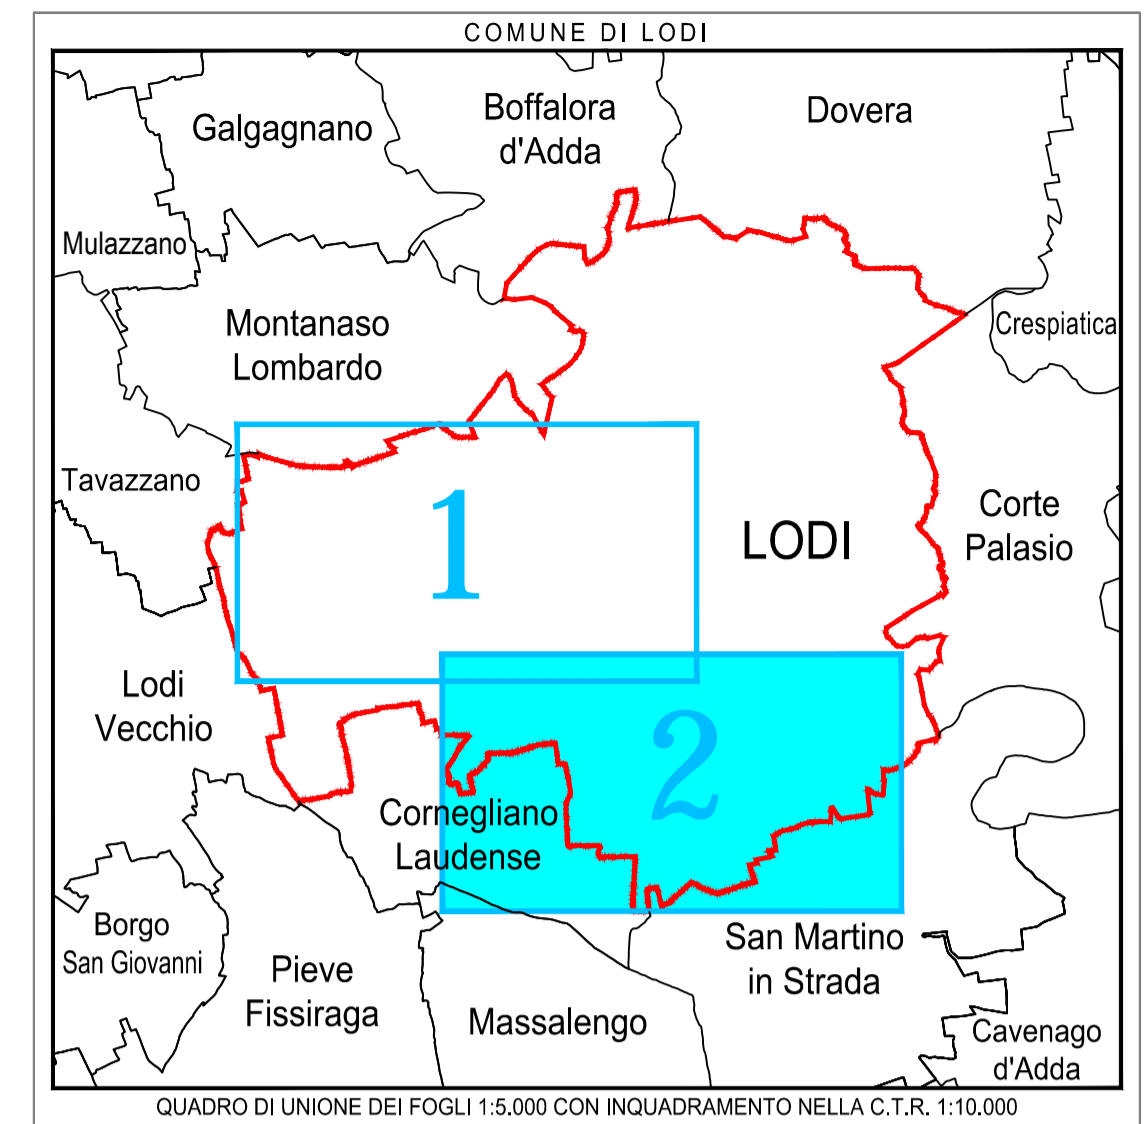 COMUNE DI LODI
Galgagnano
Boffalora
d'Adda
Dovera
Mulazzano
Montanaso
Lombardo
Crespiatica
Tavazzano
1
LODI
Corte
Palasio
Lodi
Vecchio
2
Cornegliano
Laudense
Borgo
San Giovanni
Pieve
Fissiraga
Massalengo
San Martino
in Strada
Cavenago
d'Adda
QUADRO DI UNIONE DEI FOGLI 1:5.000 CON INQUADRAMENTO NELLA C.T.R. 1:10.000